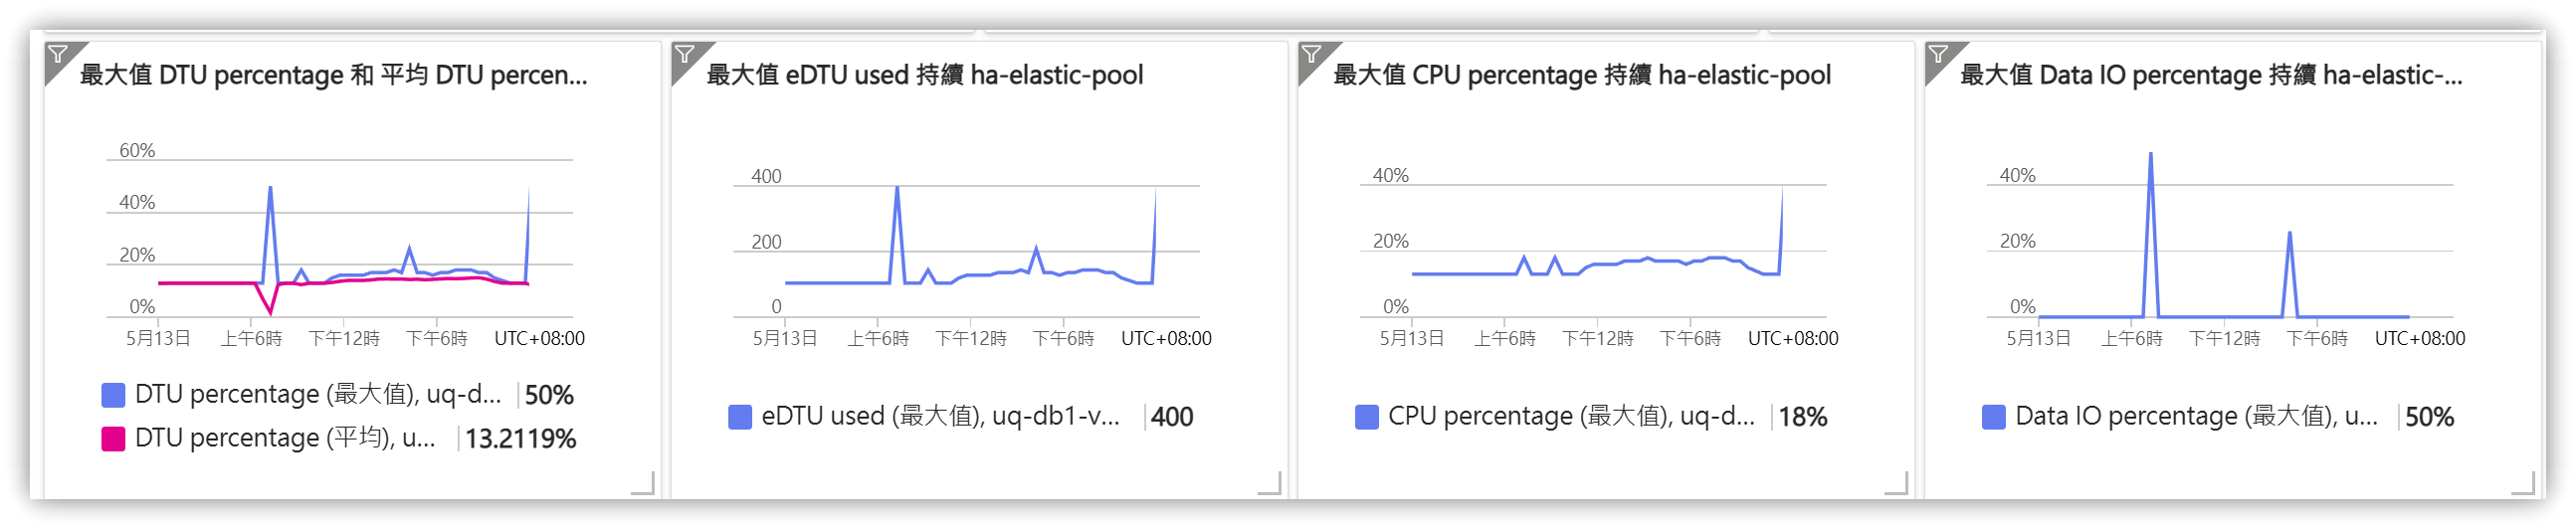 最大值 DTU percentage 和 平均 DTU percen...
60%
40%
20%
0%
5月13日 上午6時 下午12時 下午6時 UTC+08:00
DTU percentage (最大值), uq-d... 50%
DTU percentage (平均), u... 13.2119%
最大值 eDTU used 持續 ha-elastic-pool
400
200
0
5月13日 上午6時 下午12時 下午6時 UTC+08:00
eDTU used (最大值), uq-db1-v... 400
最大值 CPU percentage 持續 ha-elastic-pool
40%
20%
0%
5月13日 上午6時 下午12時 下午6時 UTC+08:00
CPU percentage (最大值), uq-d... 18%
最大值 Data IO percentage 持續 ha-elastic-...
40%
20%
0%
5月13日 上午6時 下午12時 下午6時 UTC+08:00
Data IO percentage (最大值), u... 50%